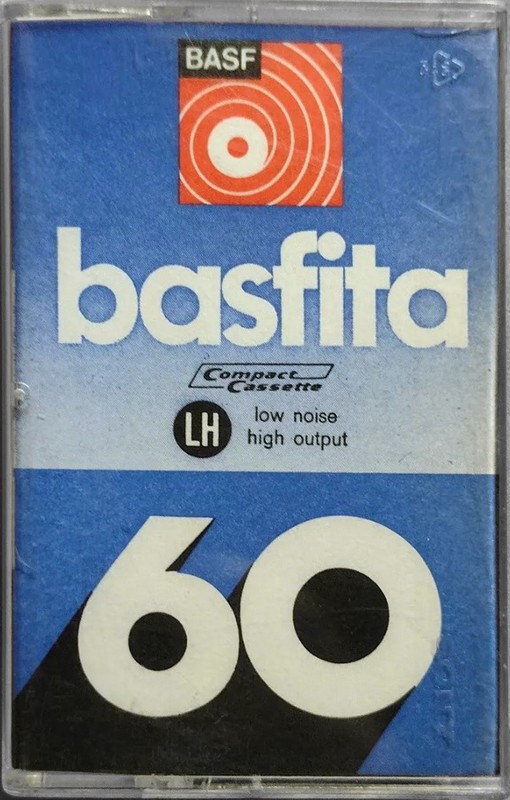 BASF
basfita
Compact
Cassette
LH
low noise
high output
60